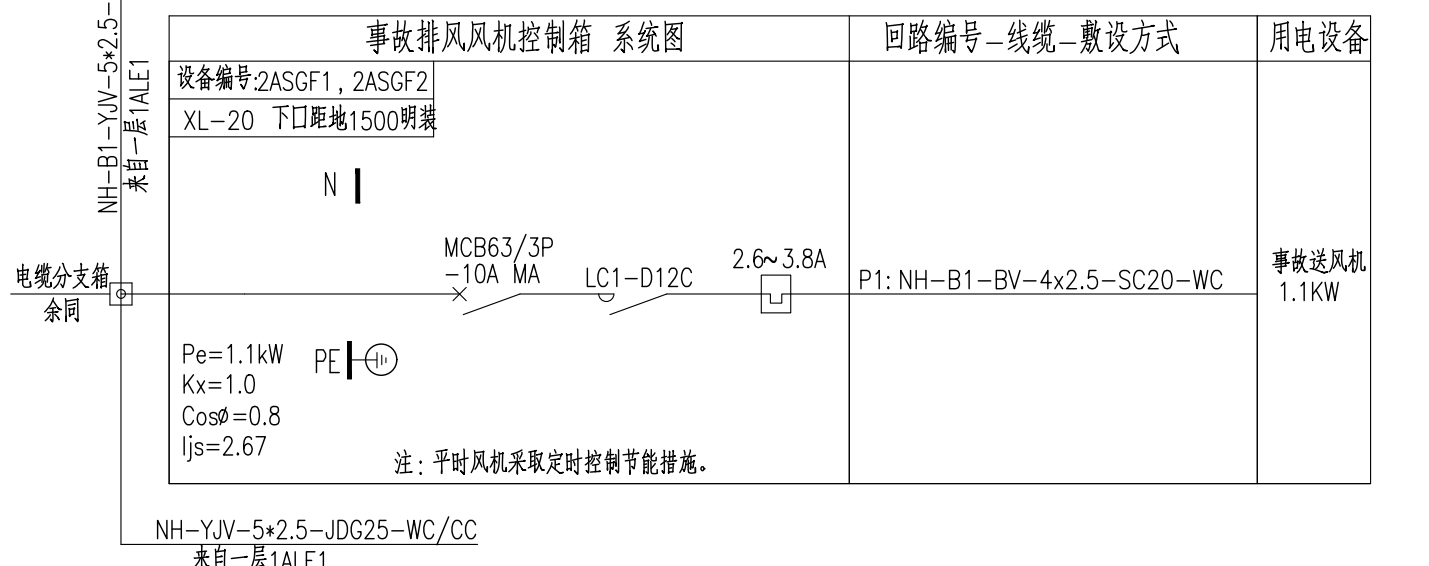 NH-B1-YJV-5*2.5-
来自一层1ALE1
事故排风风机控制箱 系统图
回路编号-线缆-敷设方式
用电设备
设备编号:2ASGF1, 2ASGF2
XL-20 下口距地1500明装
N
MCB63/3P
-10A MA
LC1-D12C
2.6~3.8A
P1: NH-B1-BV-4x2.5-SC20-WC
事故送风机
1.1KW
电缆分支箱
余同
PE
Pe=1.1kW
Kx=1.0
CosØ=0.8
Ijs=2.67
注: 平时风机采取定时控制节能措施。
NH-YJV-5*2.5-JDG25-WC/CC
来自一层1ALE1